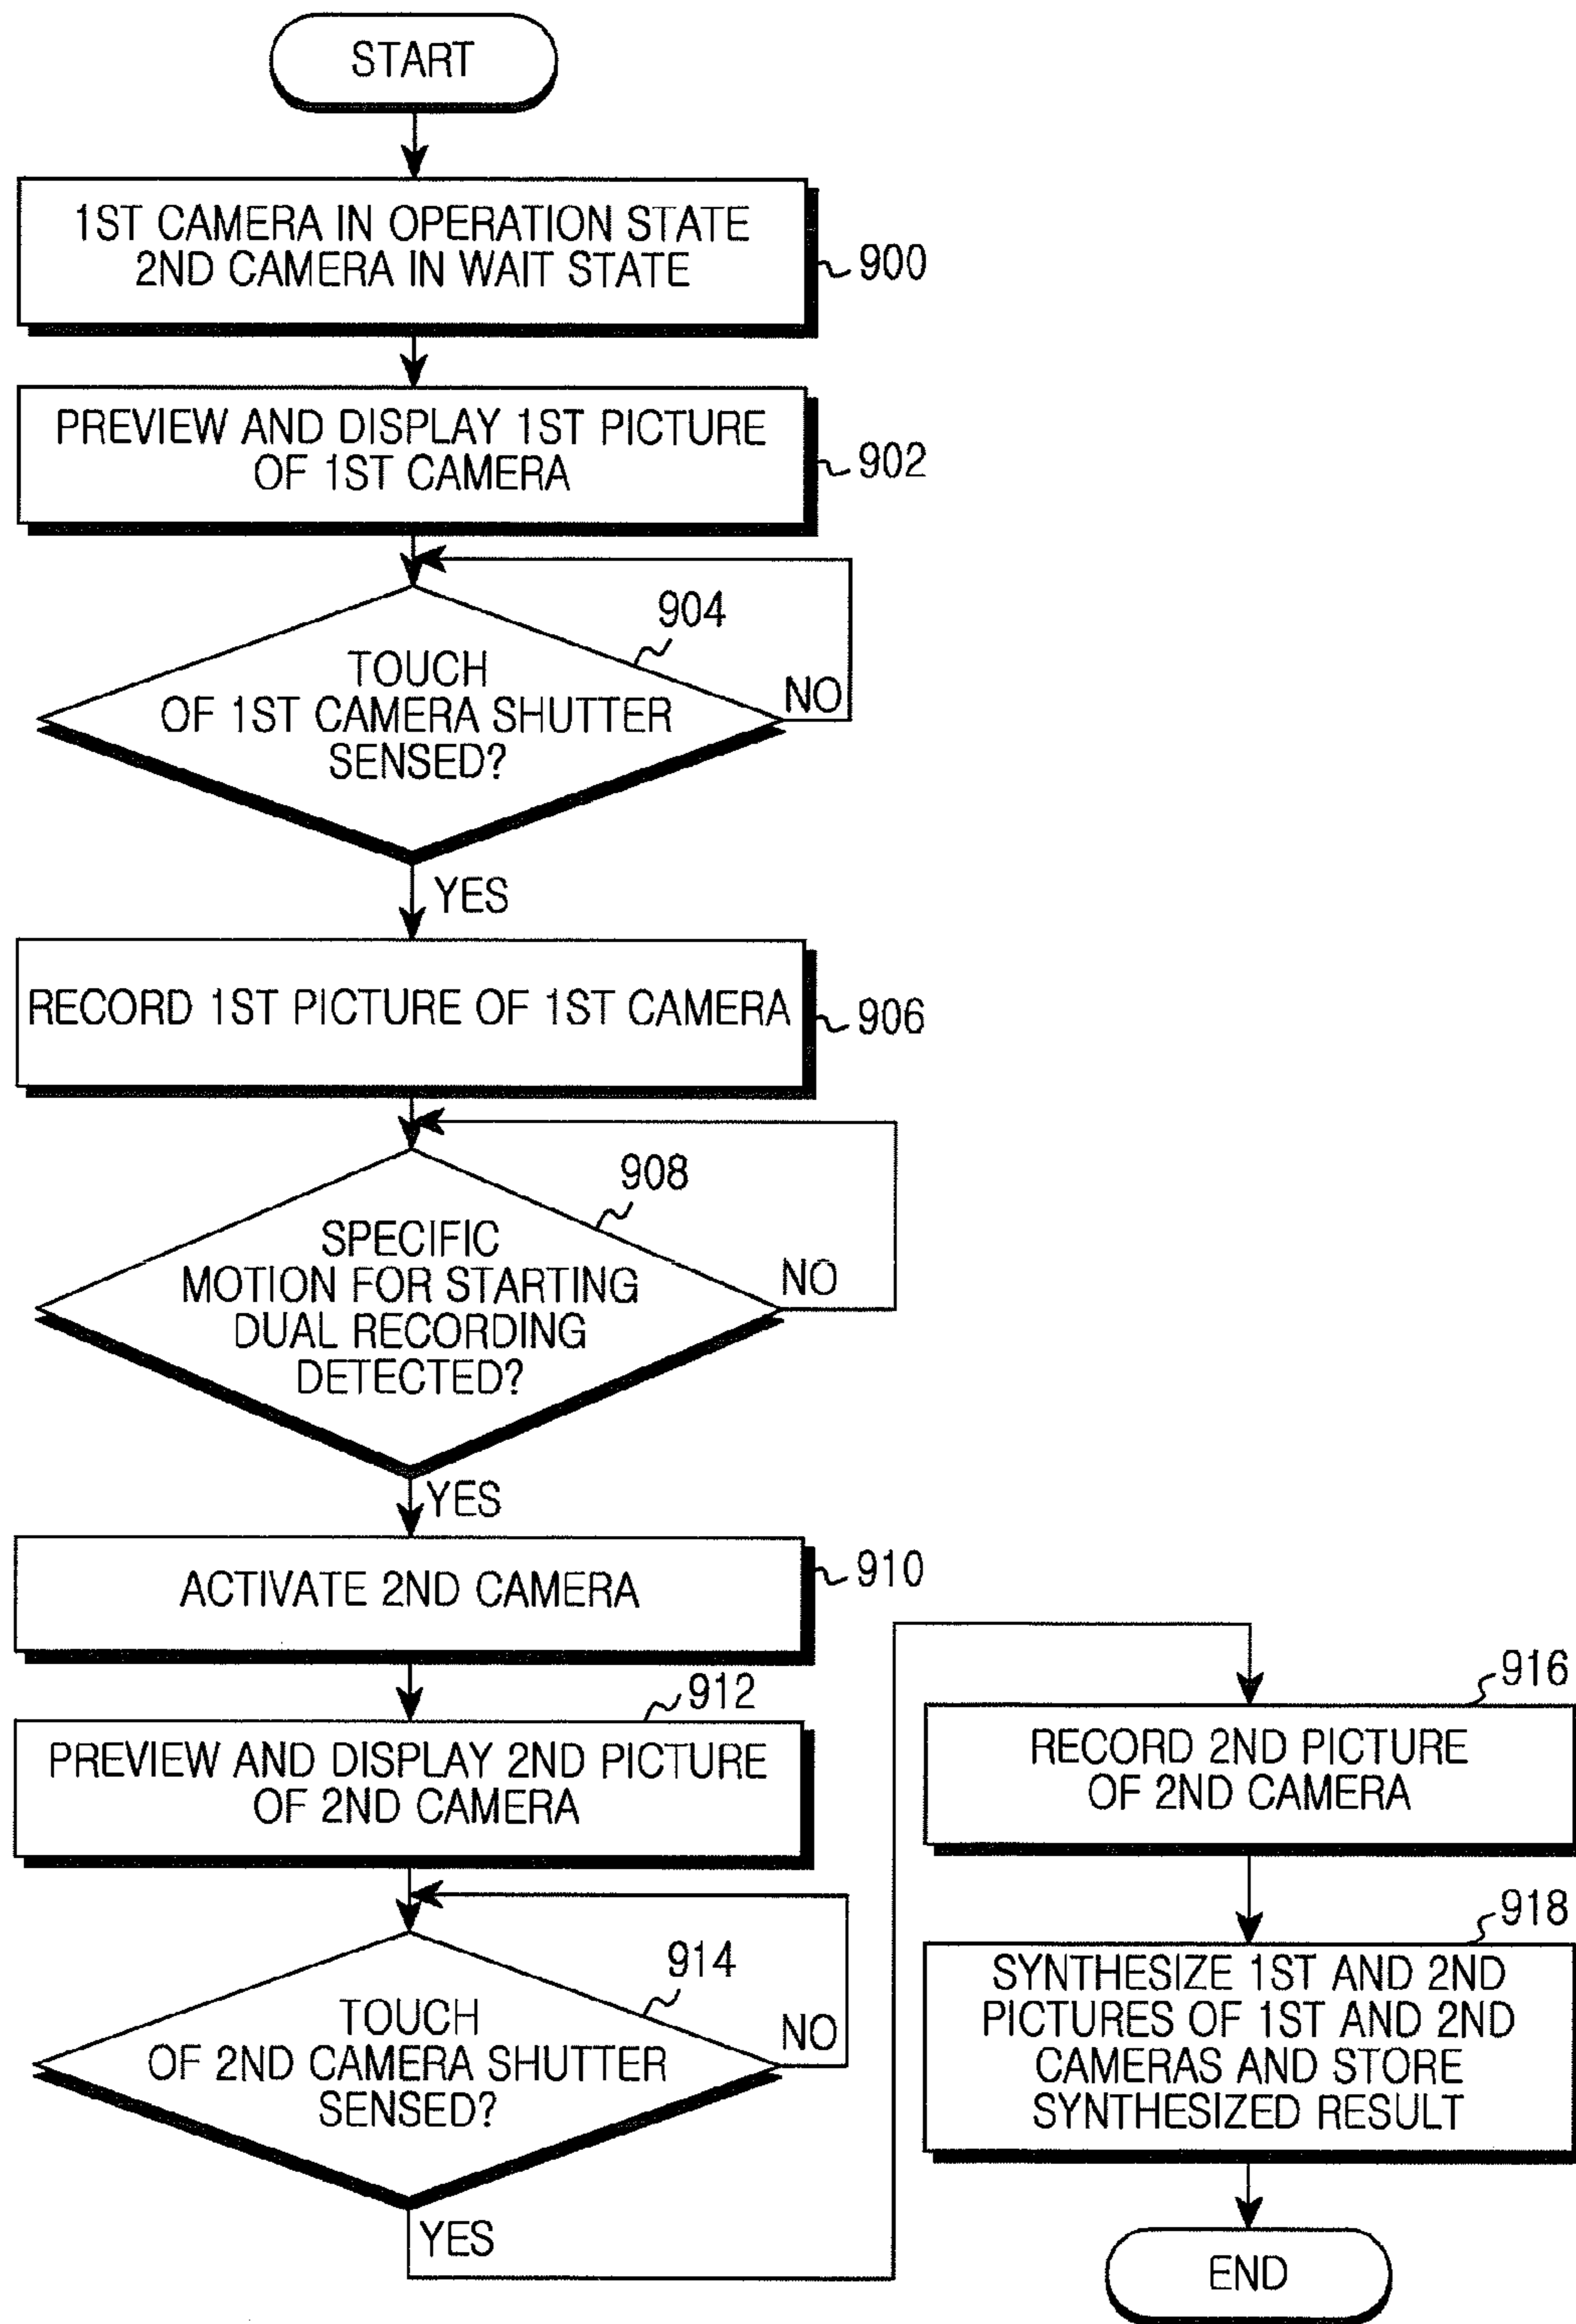 START
1ST CAMERA IN OPERATION STATE
2ND CAMERA IN WAIT STATE
900
PREVIEW AND DISPLAY 1ST PICTURE
OF 1ST CAMERA
902
904
TOUCH
OF 1ST CAMERA SHUTTER
SENSED?
NO
YES
RECORD 1ST PICTURE OF 1ST CAMERA
906
908
SPECIFIC
MOTION FOR STARTING
DUAL RECORDING
DETECTED?
NO
YES
ACTIVATE 2ND CAMERA
910
912
PREVIEW AND DISPLAY 2ND PICTURE
OF 2ND CAMERA
914
TOUCH
OF 2ND CAMERA SHUTTER
SENSED?
NO
YES
916
RECORD 2ND PICTURE
OF 2ND CAMERA
918
SYNTHESIZE 1ST AND 2ND
PICTURES OF 1ST AND 2ND
CAMERAS AND STORE
SYNTHESIZED RESULT
END